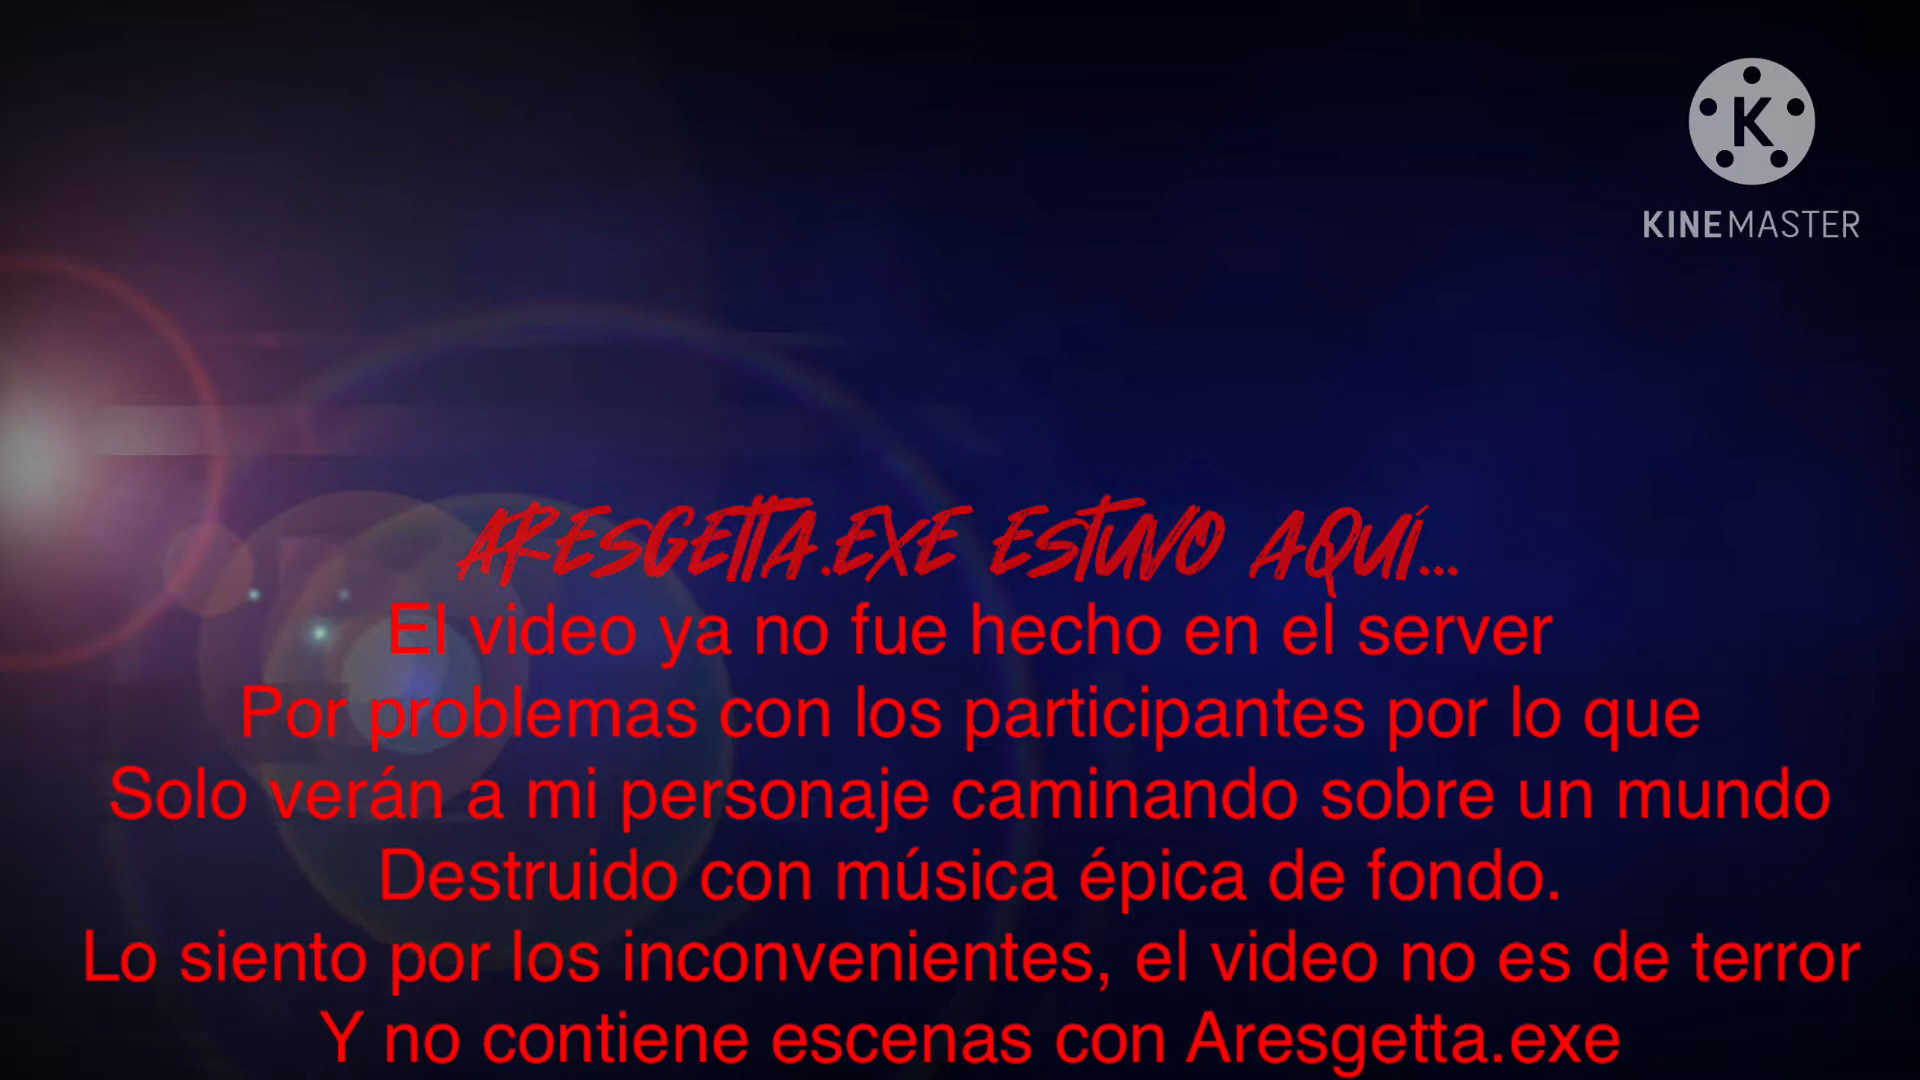 K
KINEMASTER
ARESGETTA.EXE ESTUVO AQUÍ...
El video ya no fue hecho en el server
Por problemas con los participantes por lo que
Solo verán a mi personaje caminando sobre un mundo
Destruido con música épica de fondo.
Lo siento por los inconvenientes, el video no es de terror
Y no contiene escenas con Aresgetta.exe